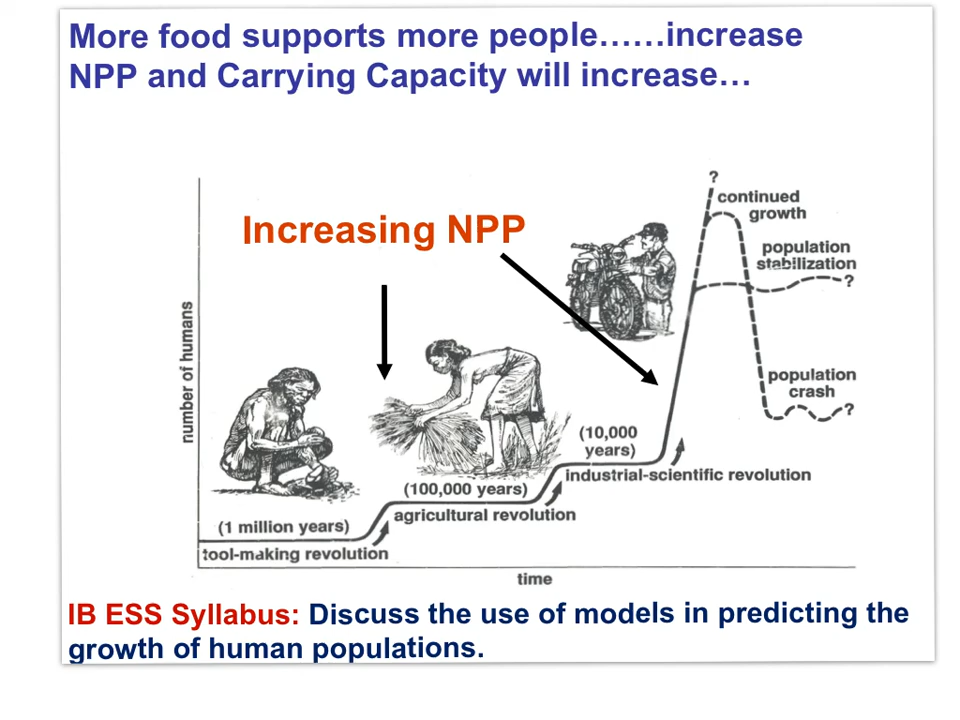 More food supports more people……increase
NPP and Carrying Capacity will increase…
?
continued
growth
Increasing NPP
population
stabilization
?
number of humans
population
crash
?
(10,000
years)
industrial-scientific revolution
(100,000 years)
agricultural revolution
(1 million years)
tool-making revolution
time
IB ESS Syllabus: Discuss the use of models in predicting the
growth of human populations.